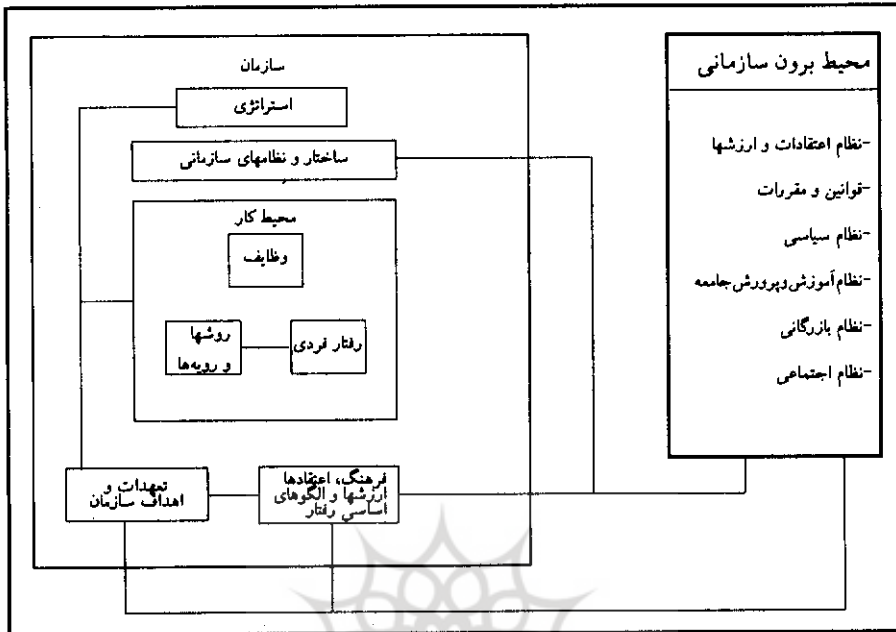 محیط برون سازمانی
-نظام اعتقادات و ارزشها
-قوانین و مقررات
-نظام سیاسی
-نظام آموزش و پرورش جامعه
-نظام بازرگانی
-نظام اجتماعی
سازمان
استراتژی
ساختار و نظامهای سازمانی
محیط کار
وظایف
رفتار فردی
روشها
و رویه‌ها
فرهنگ، اعتقادها
ارزشها و الگوهای
اساسی رفتار
تعهدات و
اهداف سازمان